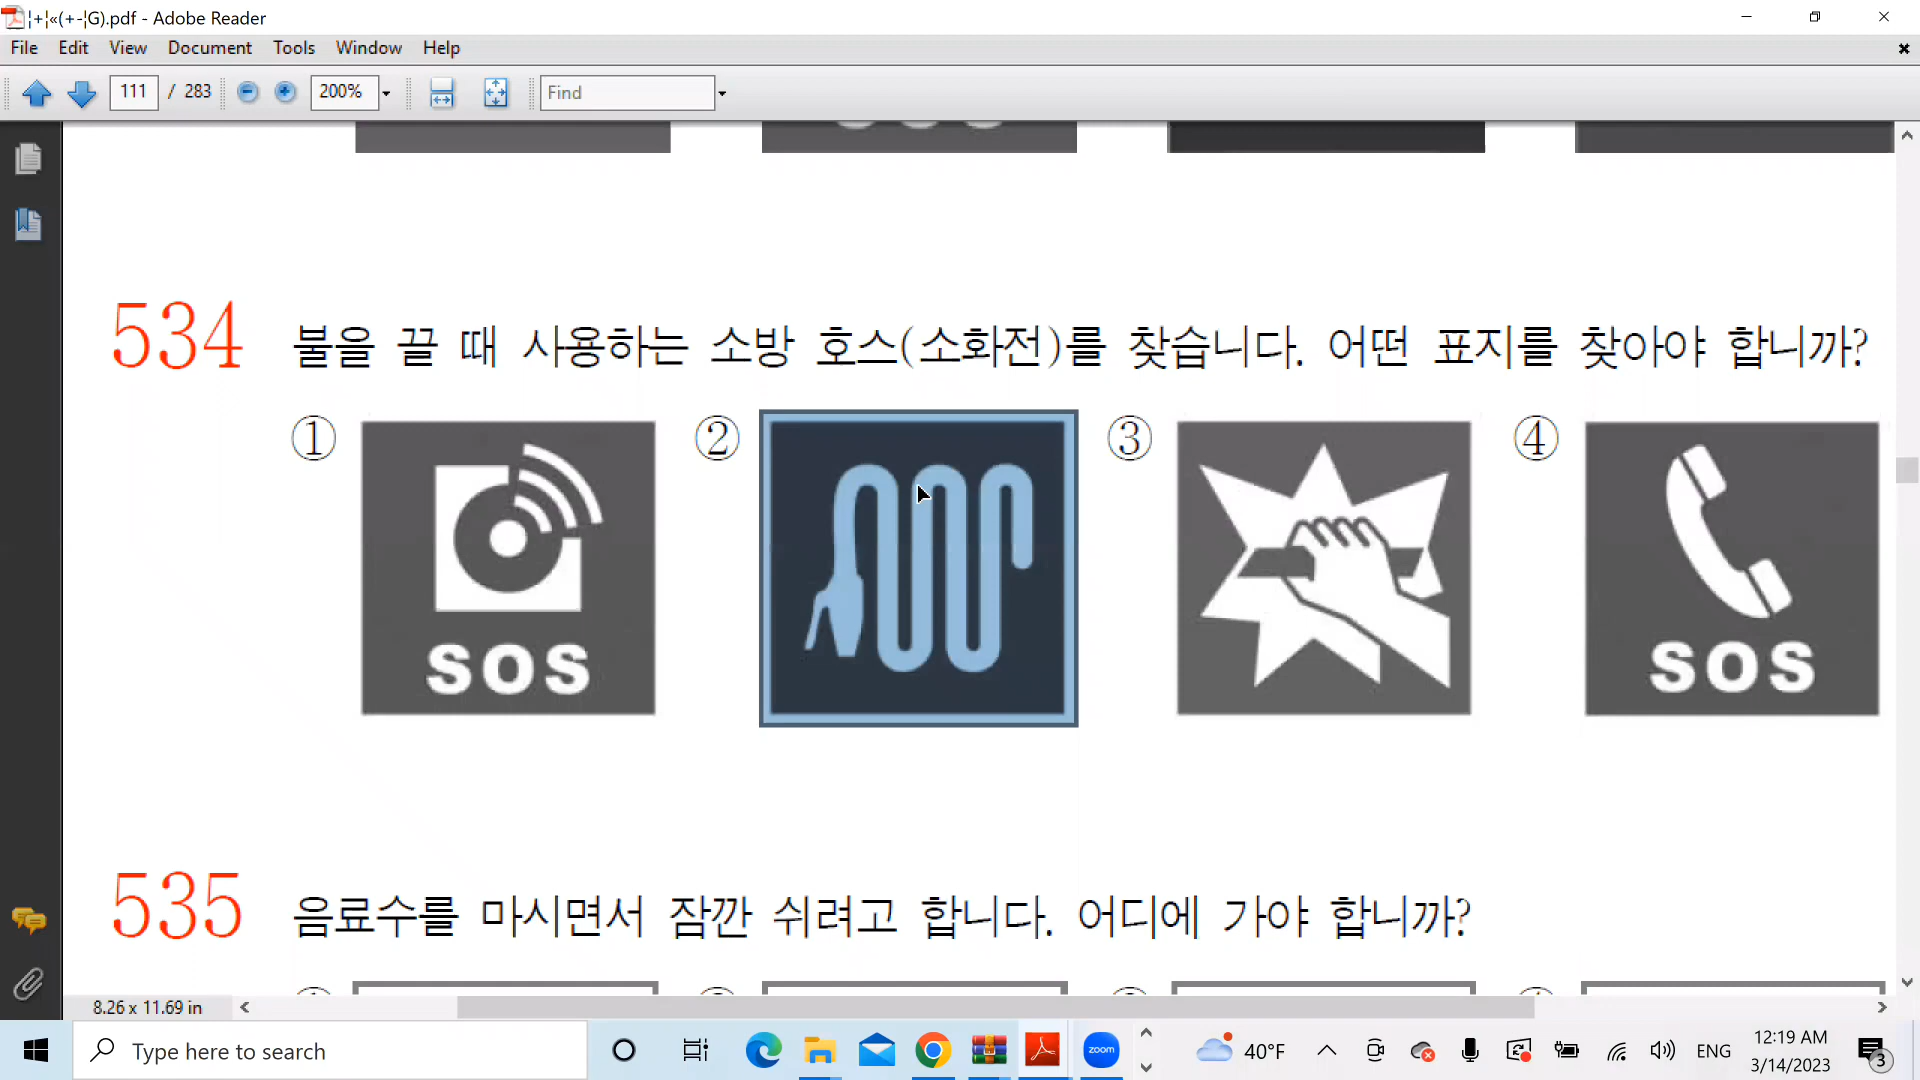 ¦+¦«(+-¦G).pdf - Adobe Reader
File Edit View Document Tools Window Help
111 / 283 200% Find
534 불을 끌 때 사용하는 소방 호스(소화전)를 찾습니다. 어떤 표지를 찾아야 합니까?
① ② ③ ④
SOS SOS
535 음료수를 마시면서 잠깐 쉬려고 합니다. 어디에 가야 합니까?
8.26 x 11.69 in
Type here to search zoom 40°F ENG 12:19 AM
3/14/2023 3